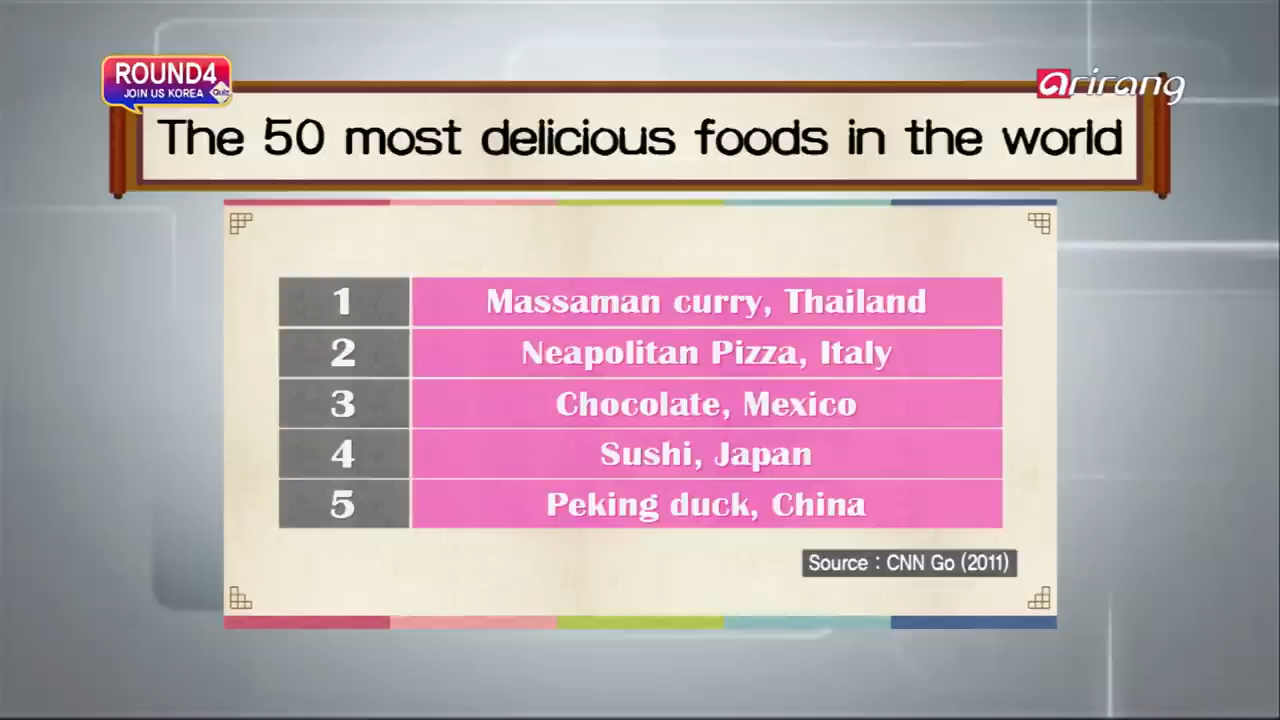 ROUND4
JOIN US KOREA Quiz
arirang
The 50 most delicious foods in the world
1 Massaman curry, Thailand
2 Neapolitan Pizza, Italy
3 Chocolate, Mexico
4 Sushi, Japan
5 Peking duck, China
Source : CNN Go (2011)